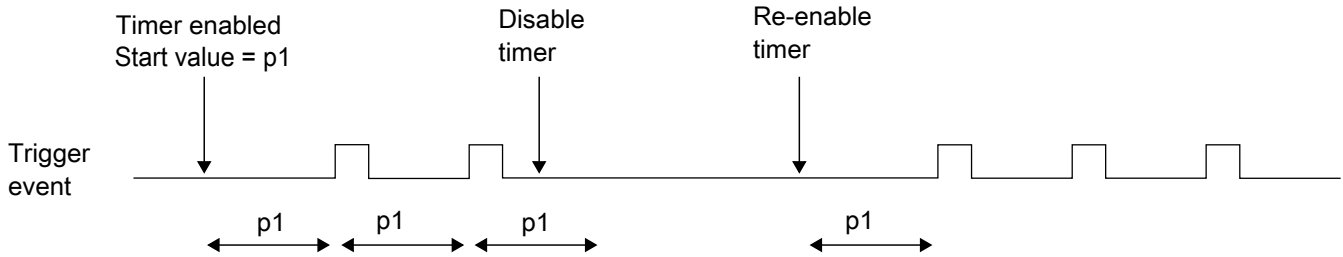 Timer enabled
Start value = p1
Disable
timer
Re-enable
timer
Trigger
event
p1
p1
p1
p1